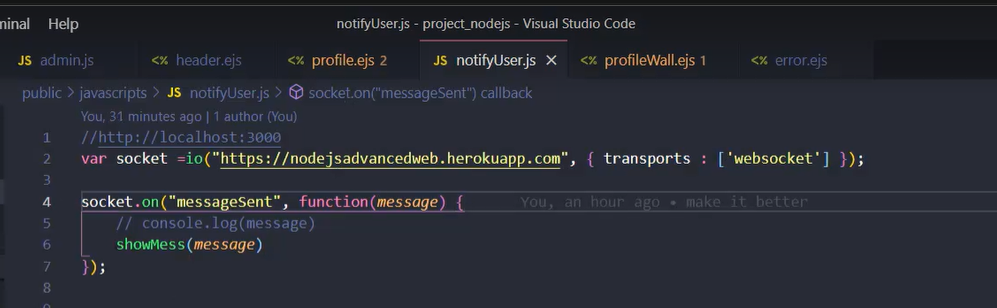 minal Help notifyUser.js - project_nodejs - Visual Studio Code
JS admin.js <> header.ejs <> profile.ejs 2 JS notifyUser.js × <> profileWall.ejs 1 <> error.ejs
public > javascripts > JS notifyUser.js > socket.on("messageSent") callback
You, 31 minutes ago | 1 author (You)
1 //http://localhost:3000
2 var socket =io("https://nodejsadvancedweb.herokuapp.com", { transports : ['websocket'] });
3
4 socket.on("messageSent", function(message) { You, an hour ago • make it better
5 // console.log(message)
6 showMess(message)
7 });
8